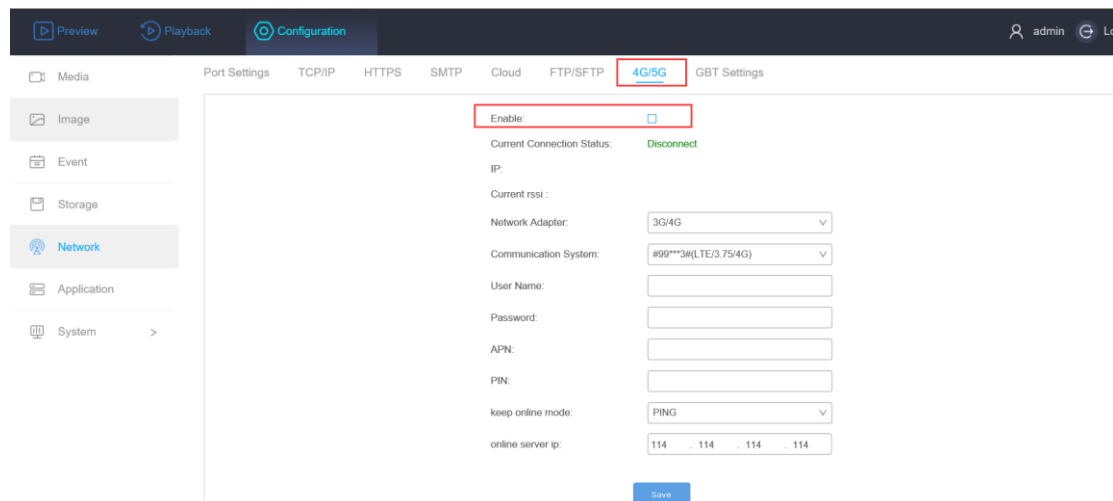 Preview Playback Configuration admin Lo
Media
Image
Event
Storage
Network
Application
System >
Port Settings TCP/IP HTTPS SMTP Cloud FTP/SFTP 4G/5G GBT Settings
Enable:
Current Connection Status: Disconnect
IP:
Current rssi :
Network Adapter: 3G/4G
Communication System: #99***3#(LTE/3.75/4G)
User Name:
Password:
APN:
PIN:
keep online mode: PING
online server ip: 114 . 114 . 114 . 114
Save